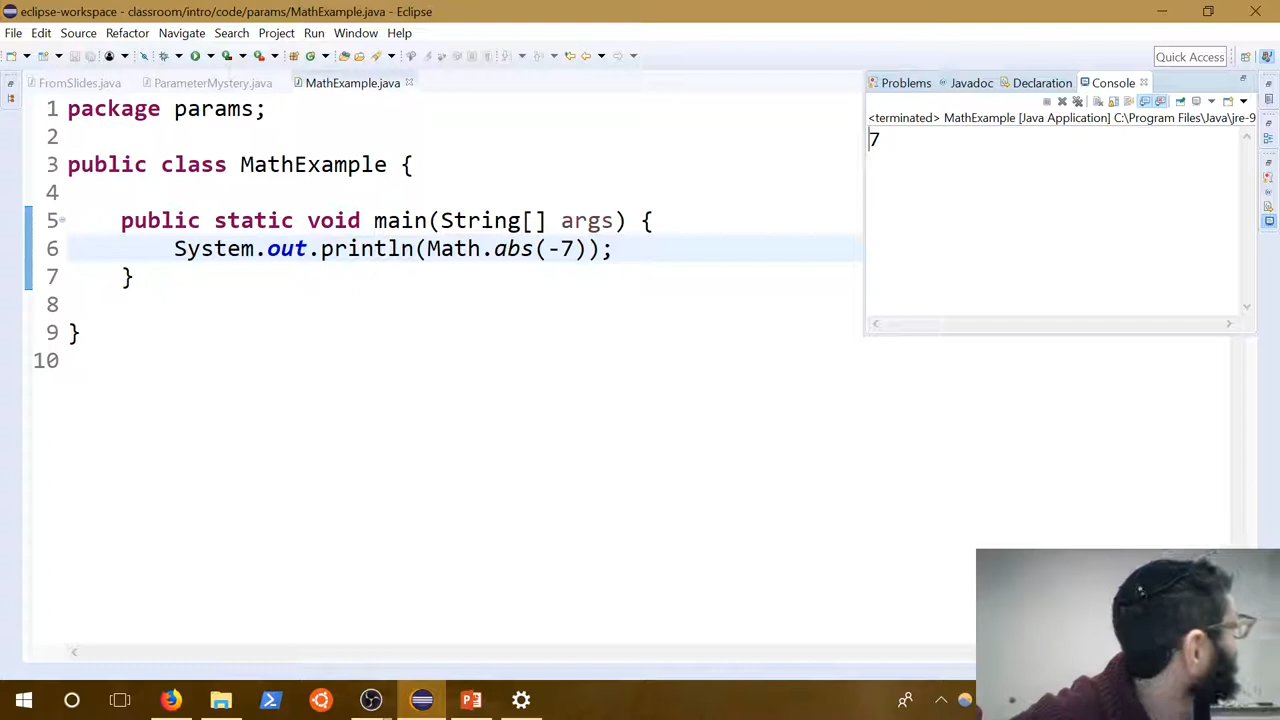 eclipse-workspace - classroom/intro/code/params/MathExample.java - Eclipse
File Edit Source Refactor Navigate Search Project Run Window Help
Quick Access
FromSlides.java ParameterMystery.java MathExample.java
Problems Javadoc Declaration Console
<terminated> MathExample [Java Application] C:\Program Files\Java\jre-9
7
1 package params;
2
3 public class MathExample {
4
5 public static void main(String[] args) {
6 System.out.println(Math.abs(-7));
7 }
8
9 }
10